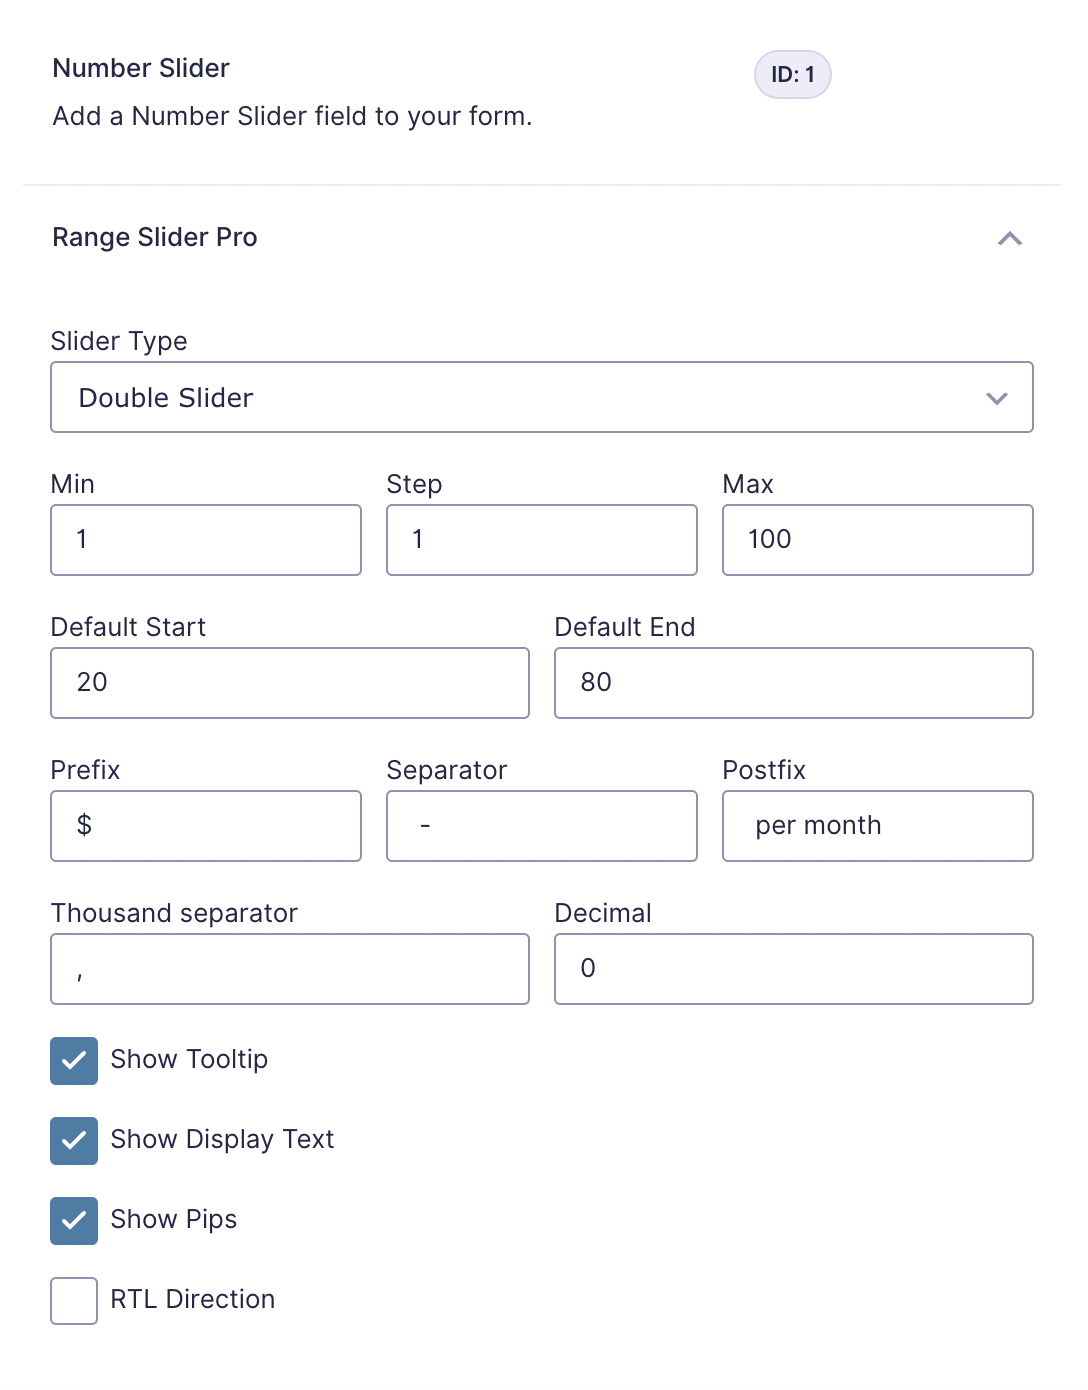 Number Slider
ID: 1
Add a Number Slider field to your form.
Range Slider Pro
Slider Type
Double Slider
Min Step Max
1 1 100
Default Start Default End
20 80
Prefix Separator Postfix
$ - per month
Thousand separator Decimal
, 0
Show Tooltip
Show Display Text
Show Pips
RTL Direction